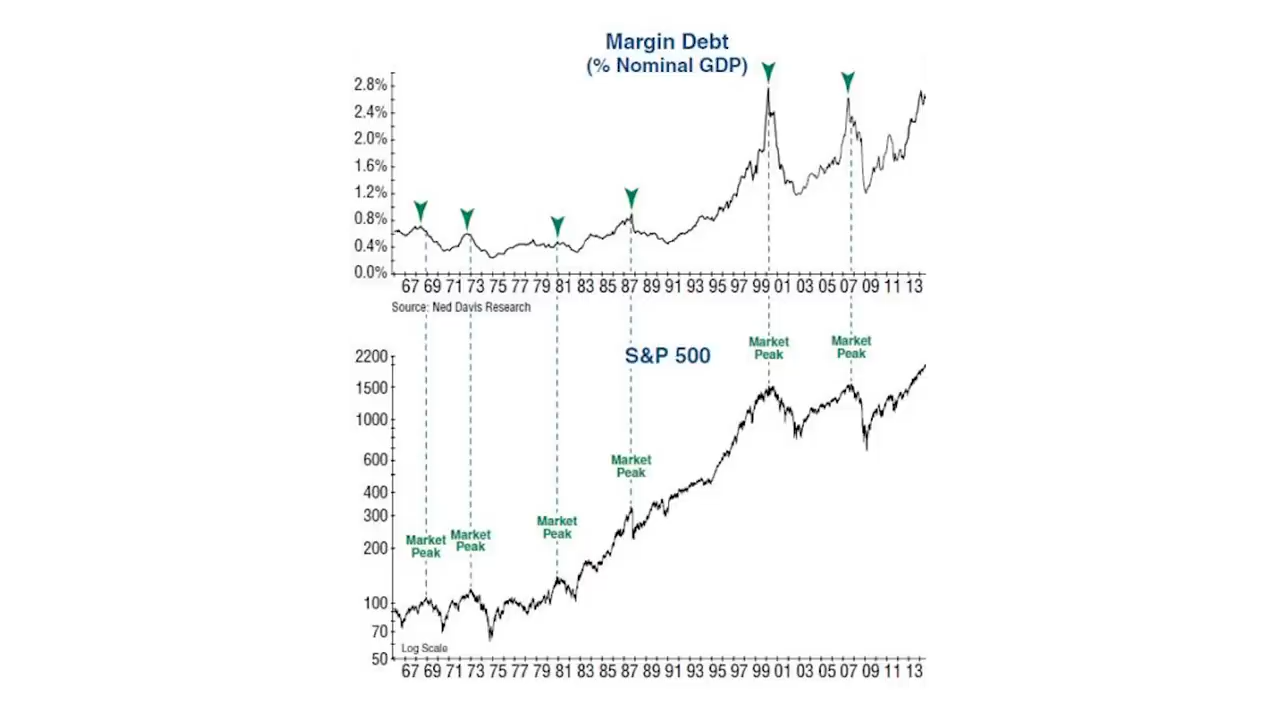 Margin Debt
(% Nominal GDP)
2.8%
2.4%
2.0%
1.6%
1.2%
0.8%
0.4%
0.0%
67 69 71 73 75 77 79 81 83 85 87 89 91 93 95 97 99 01 03 05 07 09 11 13
Source: Ned Davis Research
S&P 500
Market
Peak
Market
Peak
2200
1500
1000
600
400
300
200
100
70
50
Market
Peak
Market
Peak
Market
Peak
Market
Peak
Log Scale
67 69 71 73 75 77 79 81 83 85 87 89 91 93 95 97 99 01 03 05 07 09 11 13